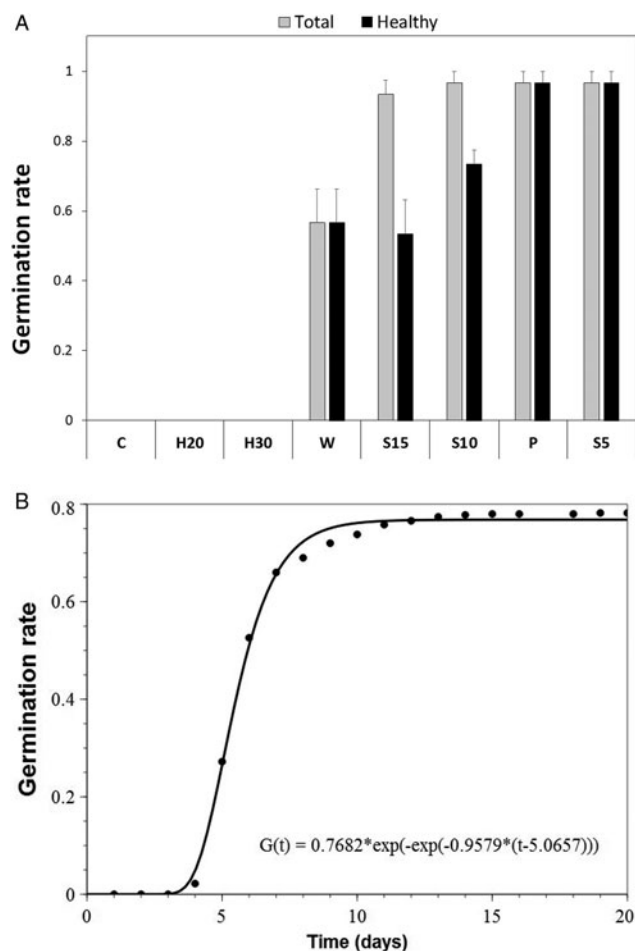 A
Total Healthy
Germination rate
1
0.8
0.6
0.4
0.2
0
C H20 H30 W S15 S10 P S5
B
Germination rate
0.8
0.6
0.4
0.2
0
G(t) = 0.7682*exp(-exp(-0.9579*(t-5.0657)))
0 5 10 15 20
Time (days)